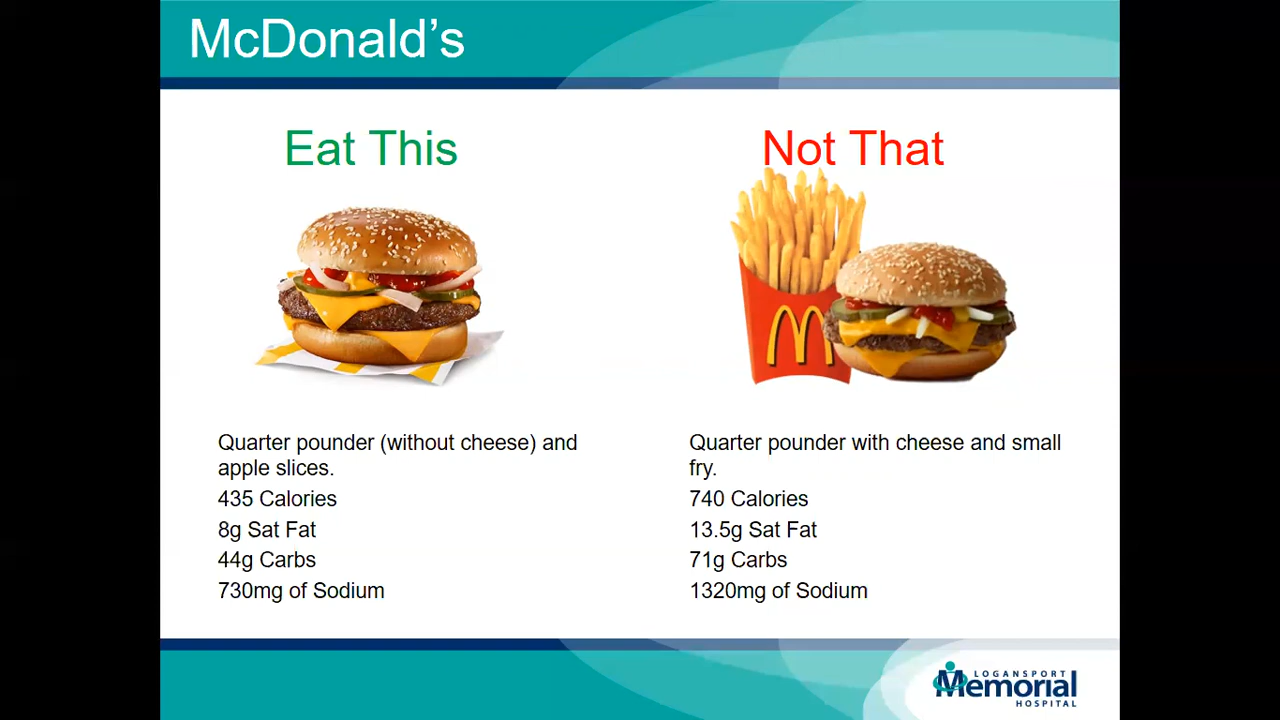 McDonald's
Eat This
Not That
Quarter pounder (without cheese) and
apple slices.
435 Calories
8g Sat Fat
44g Carbs
730mg of Sodium
Quarter pounder with cheese and small
fry.
740 Calories
13.5g Sat Fat
71g Carbs
1320mg of Sodium
LOGANSPORT
Memorial
HOSPITAL